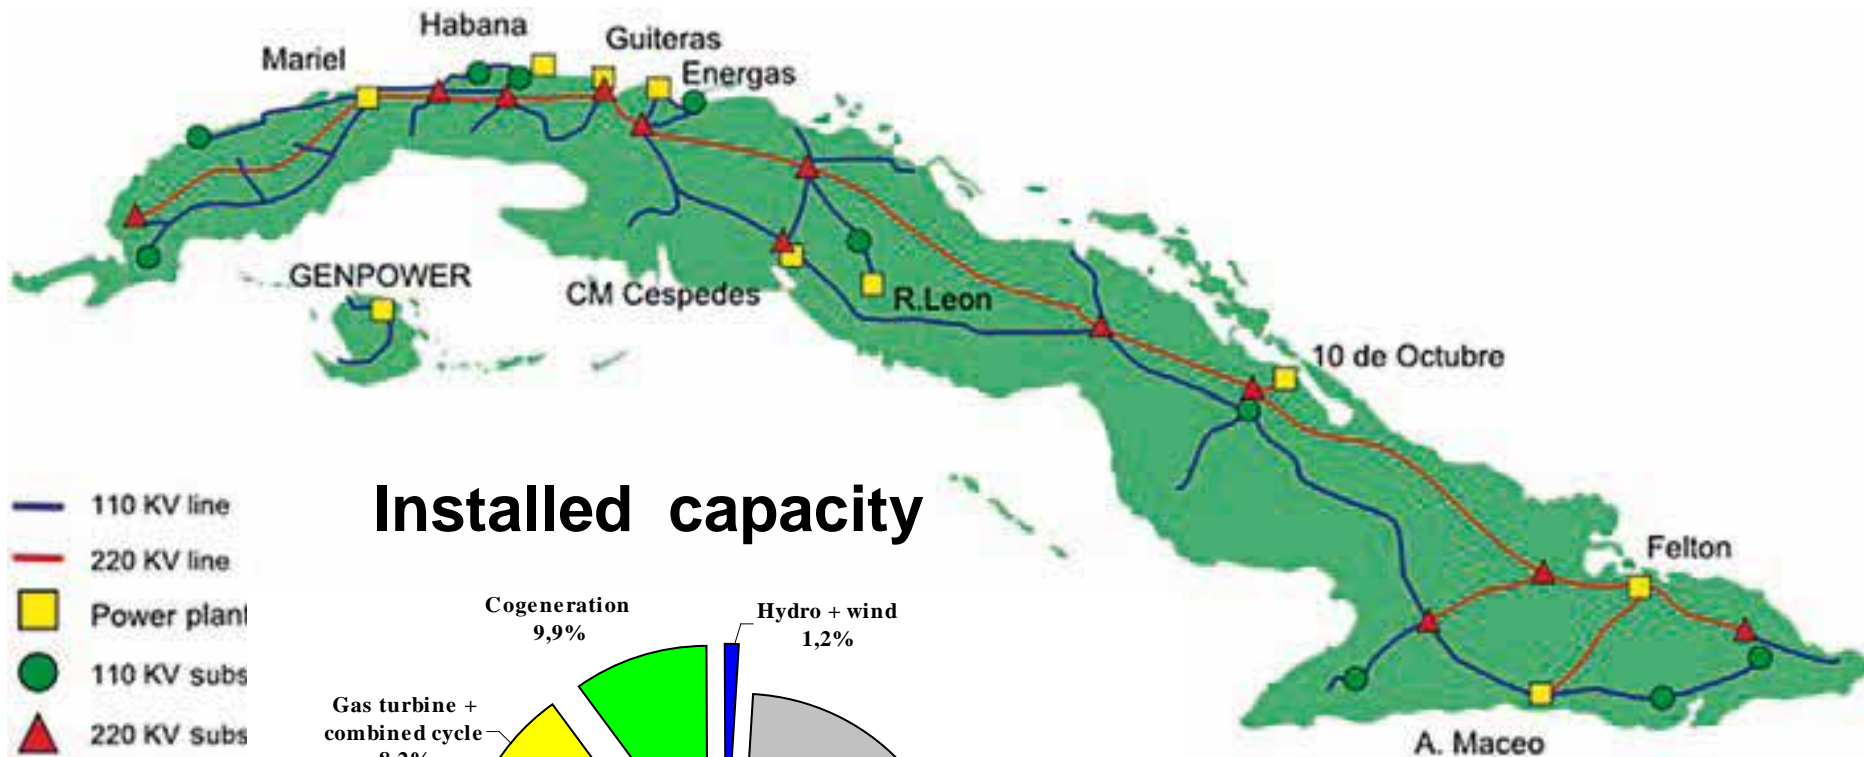 Habana
Guiteras
Mariel
Energas
GENPOWER
CM Cespedes
R.Leon
10 de Octubre
Felton
A. Maceo
110 KV line
220 KV line
Power plant
110 KV subs
220 KV subs
Installed capacity
Cogeneration
9,9%
Hydro + wind
1,2%
Gas turbine +
combined cycle
8,2%